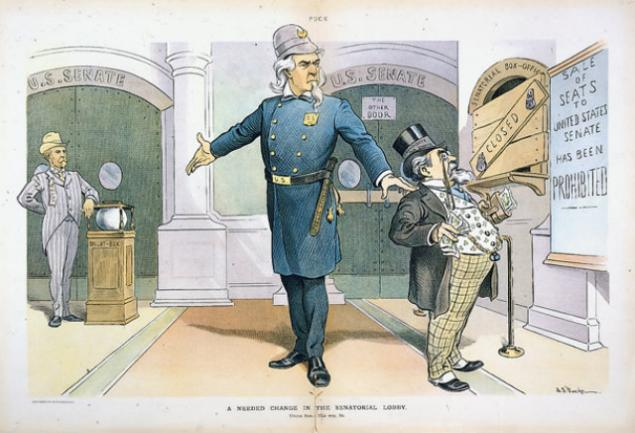 PUCK
U.S. SENATE
U.S. SENATE
THE
OTHER
DOOR
SENATORIAL BOX-OFFICE
CLOSED
SALE
OF
SEATS
TO
UNITED STATES
SENATE
HAS BEEN
PROHIBITED
U.S.
BALLOT-BOX
A NEEDED CHANGE IN THE SENATORIAL LOBBY.